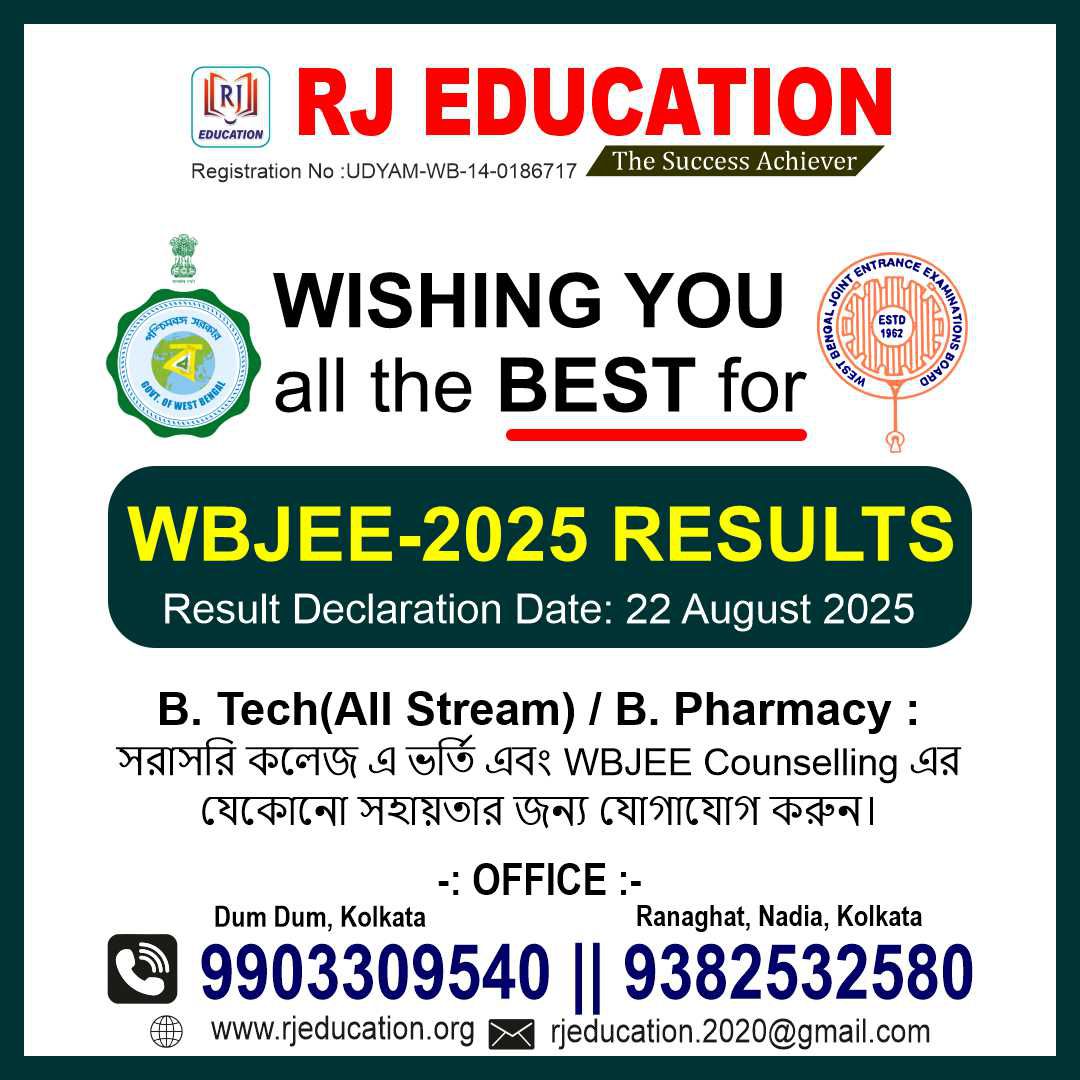 RJ
EDUCATION
RJ EDUCATION
Registration No :UDYAM-WB-14-0186717
The Success Achiever
পশ্চিমবঙ্গ সরকার
ব
GOVT. OF WEST BENGAL
WISHING YOU
all the BEST for
WEST BENGAL JOINT ENTRANCE EXAMINATIONS BOARD
ESTD
1962
WBJEE-2025 RESULTS
Result Declaration Date: 22 August 2025
B. Tech(All Stream) / B. Pharmacy :
সরাসরি কলেজ এ ভর্তি এবং WBJEE Counselling এর
যেকোনো সহায়তার জন্য যোগাযোগ করুন।
-: OFFICE :-
Dum Dum, Kolkata
Ranaghat, Nadia, Kolkata
9903309540 || 9382532580
www.rjeducation.org rjeducation.2020@gmail.com